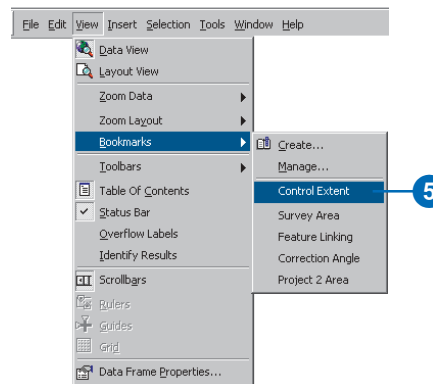 File Edit View Insert Selection Tools Window Help
Data View
Layout View
Zoom Data
Zoom Layout
Bookmarks
Toolbars
Table Of Contents
Status Bar
Overflow Labels
Identify Results
Scrollbars
Rulers
Guides
Grid
Data Frame Properties...
Create...
Manage...
Control Extent
5
Survey Area
Feature Linking
Correction Angle
Project 2 Area